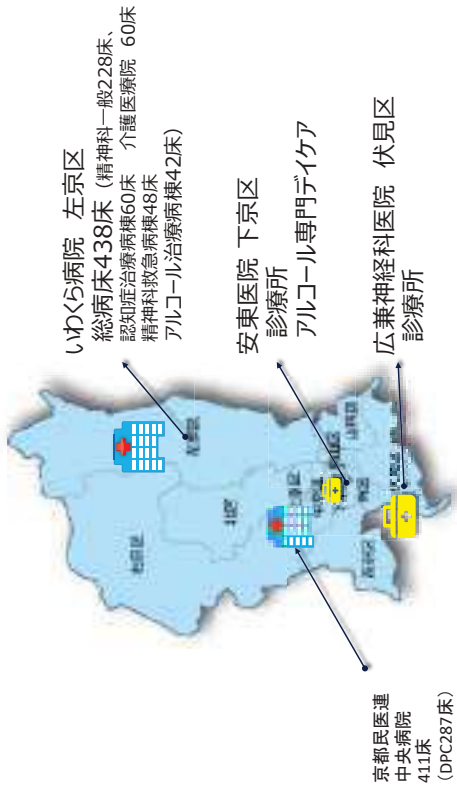 いわくら病院　左京区
総病床438床（精神科一般228床、
認知症治療病棟60床　介護医療院　60床
精神科救急病棟48床
アルコール治療病棟42床）
安東医院 下京区
診療所
アルコール専門デイケア
広兼神経科医院　伏見区
診療所
京都民医連
中央病院
411床
（DPC287床）
北区